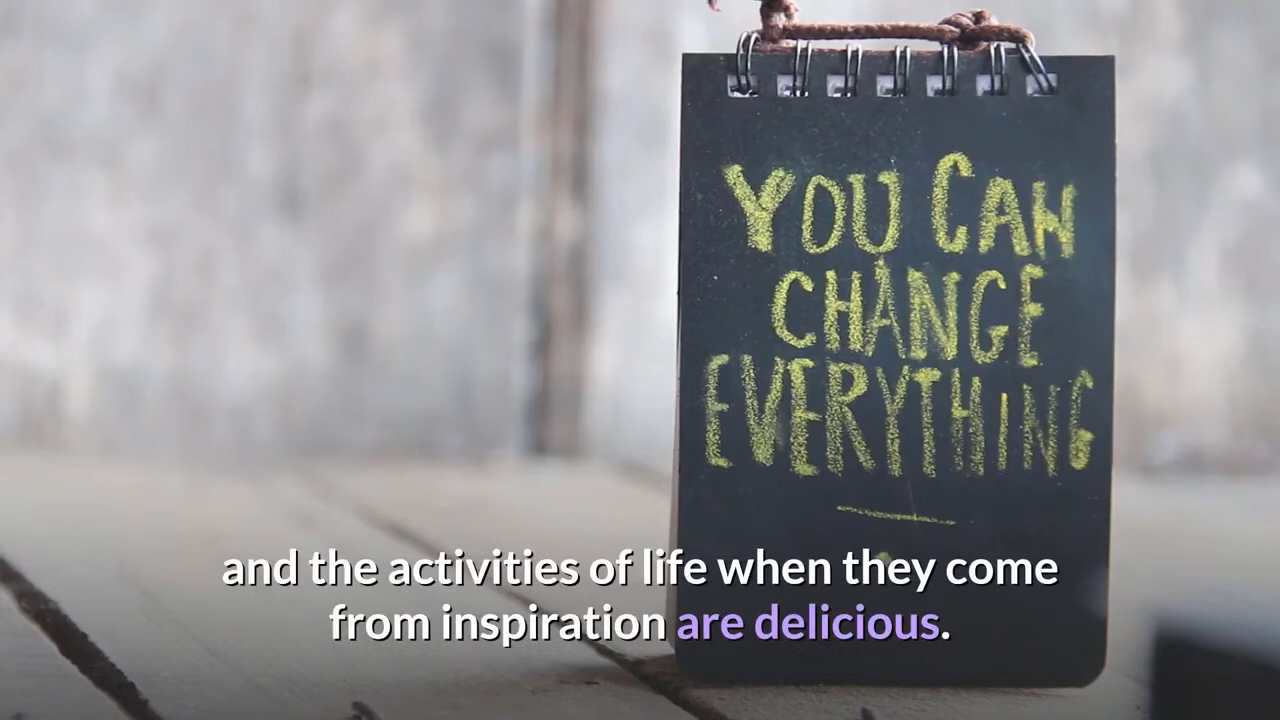 YOU CAN
CHANGE
EVERYTHING
and the activities of life when they come
from inspiration are delicious.